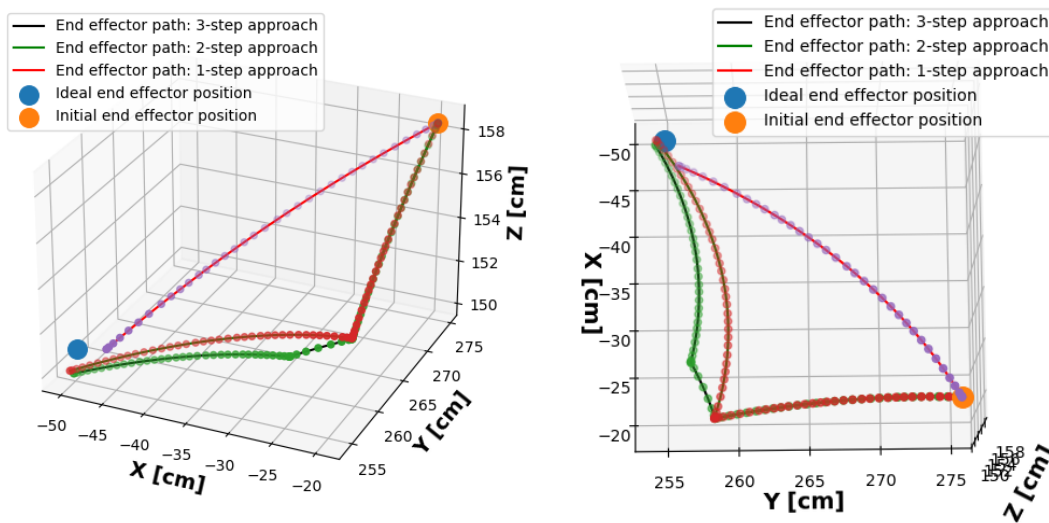 End effector path: 3-step approach
End effector path: 2-step approach
End effector path: 1-step approach
Ideal end effector position
Initial end effector position
158
156
154
152
150
Z [cm]
275
270
265
260
255
Y [cm]
−50
−45
−40
−35
−30
−25
−20
X [cm]
End effector path: 3-step approach
End effector path: 2-step approach
End effector path: 1-step approach
Ideal end effector position
Initial end effector position
−50
−45
−40
−35
−30
−25
−20
X [cm]
255
260
265
270
275
Y [cm]
158
150
Z [cm]